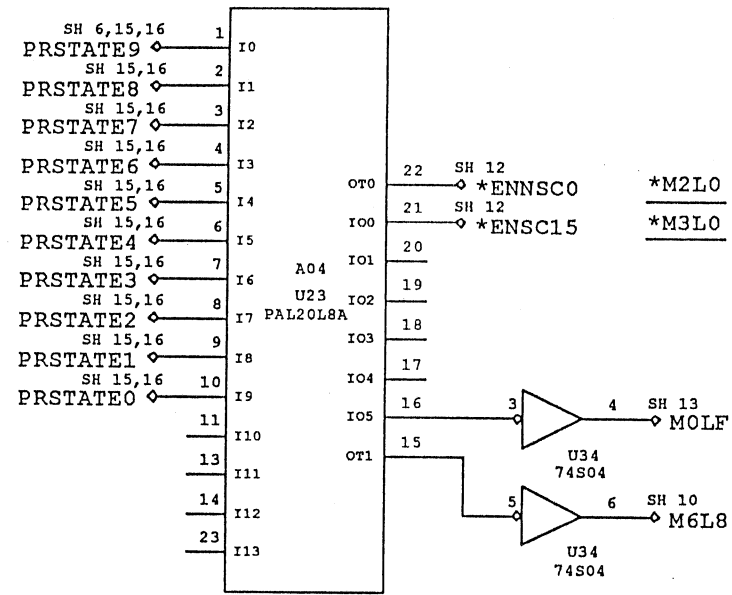 SH 6,15,16
PRSTATE9 1 I0
SH 15,16
PRSTATE8 2 I1
SH 15,16
PRSTATE7 3 I2
SH 15,16
PRSTATE6 4 I3
SH 15,16
PRSTATE5 5 I4
SH 15,16
PRSTATE4 6 I5
SH 15,16
PRSTATE3 7 I6
SH 15,16
PRSTATE2 8 I7
SH 15,16
PRSTATE1 9 I8
SH 15,16
PRSTATE0 10 I9
11 I10
13 I11
14 I12
23 I13
A04
U23
PAL20L8A
OT0 22 SH 12
*ENNSC0 *M2L0
IO0 21 SH 12
*ENSC15 *M3L0
IO1 20
IO2 19
IO3 18
IO4 17
IO5 16 3 4 SH 13
M0LF
U34
74S04
OT1 15 5 6 SH 10
M6L8
U34
74S04